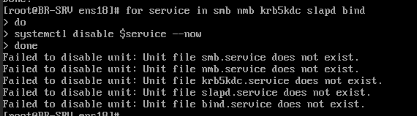 Done.
[root@BR-SRV ens18]# for service in smb nmb krb5kdc slapd bind
> do
> systemctl disable $service --now
> done
Failed to disable unit: Unit file smb.service does not exist.
Failed to disable unit: Unit file nmb.service does not exist.
Failed to disable unit: Unit file krb5kdc.service does not exist.
Failed to disable unit: Unit file slapd.service does not exist.
Failed to disable unit: Unit file bind.service does not exist.
[root@BR-SRV ens18]#